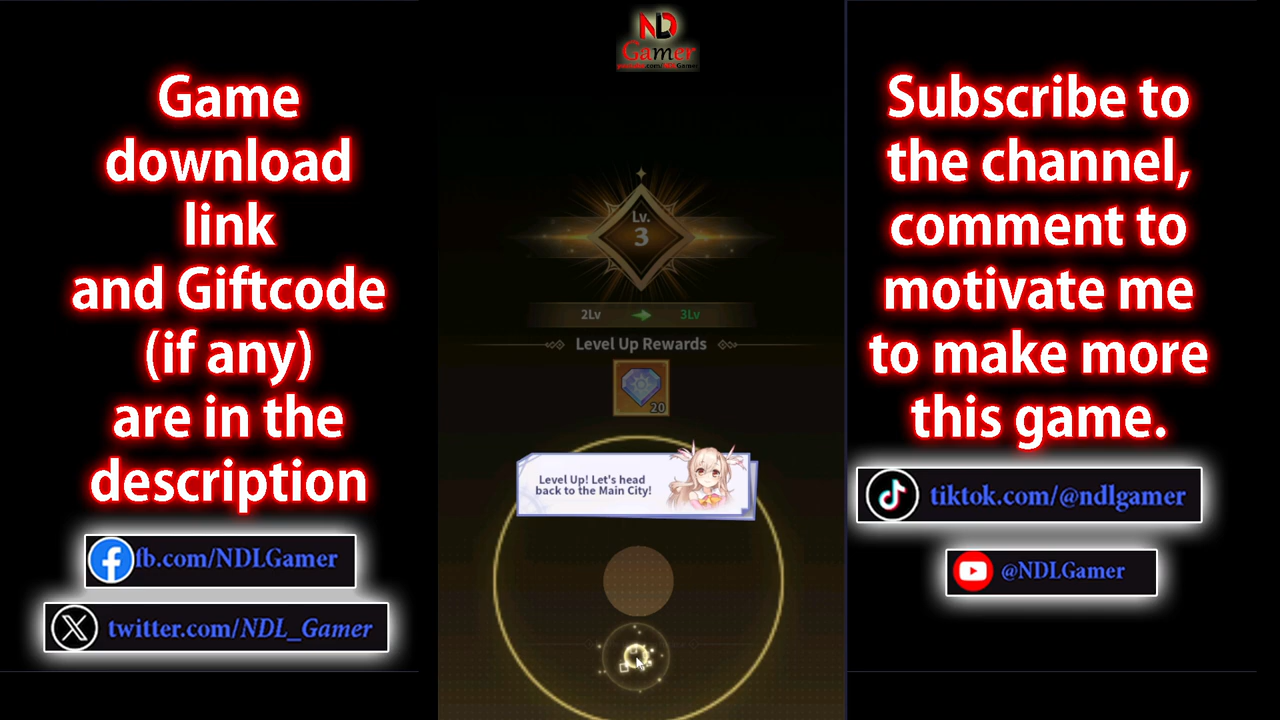 Game
download
link
and Giftcode
(if any)
are in the
description
fb.com/NDLGamer
twitter.com/NDL_Gamer
ND
Gamer
Lv.
3
2Lv
3Lv
Level Up Rewards
20
Level Up! Let's head
back to the Main City!
Subscribe to
the channel,
comment to
motivate me
to make more
this game.
tiktok.com/@ndlgamer
@NDLGamer